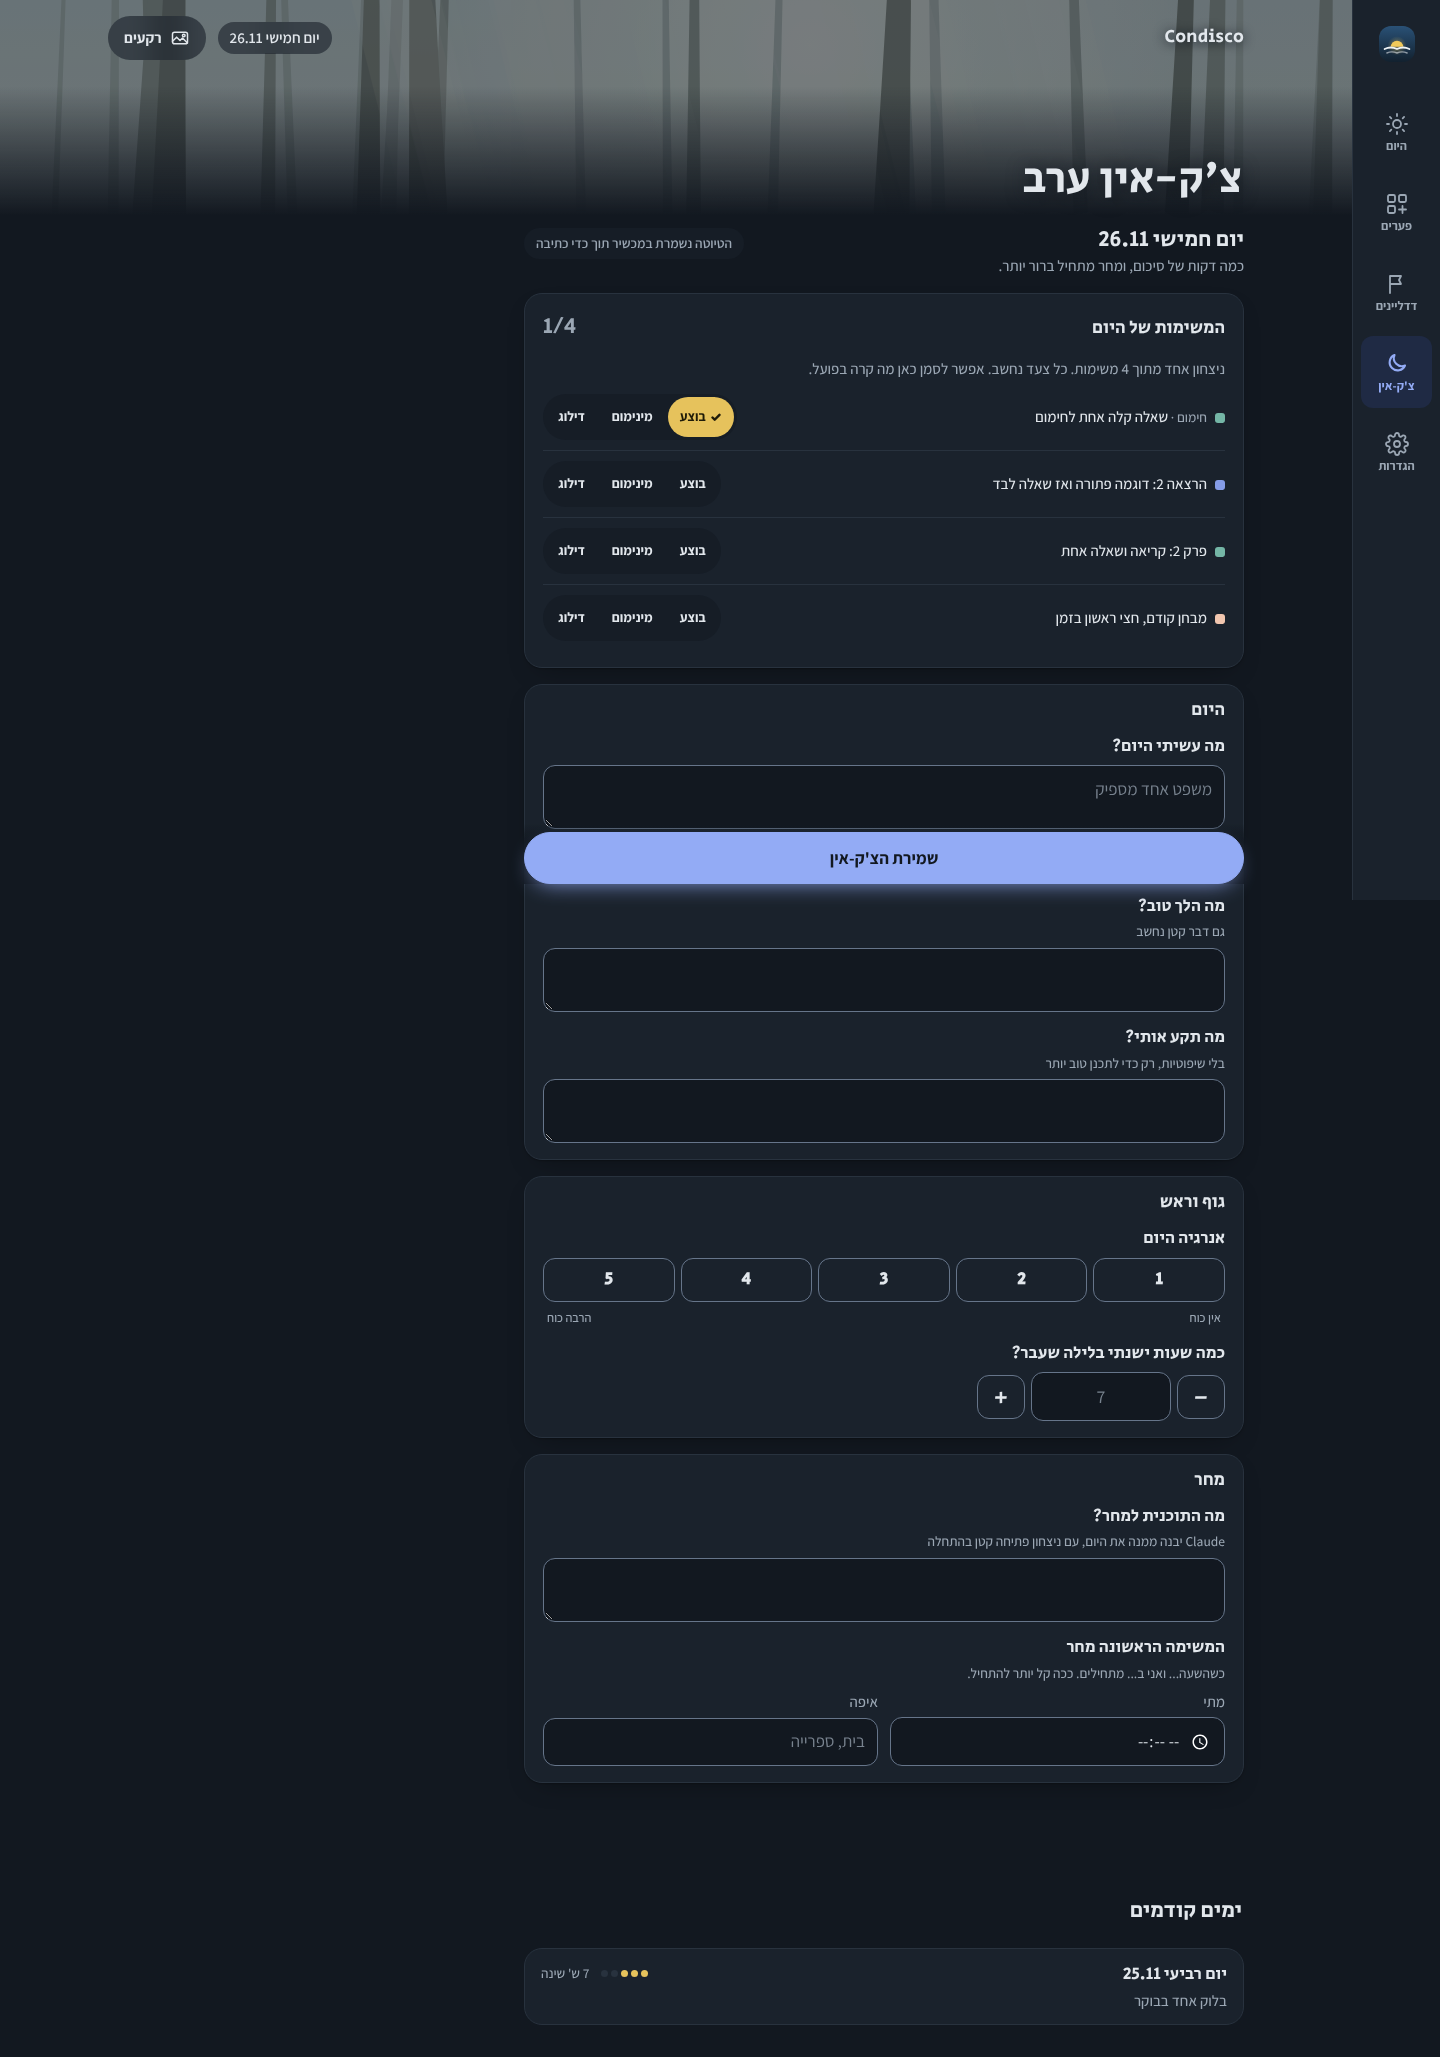 Condisco
יום חמישי 26.11
רקעים
היום
פערים
דדליינים
צ'ק-אין
הגדרות
צ'ק-אין ערב
יום חמישי 26.11
הטיוטה נשמרת במכשיר תוך כדי כתיבה
כמה דקות של סיכום, ומחר מתחיל ברור יותר.
המשימות של היום
1/4
ניצחון אחד מתוך 4 משימות. כל צעד נחשב. אפשר לסמן כאן מה קרה בפועל.
חימום · שאלה קלה אחת לחימום
✓ בוצע מינימום דילוג
הרצאה 2: דוגמה פתורה ואז שאלה לבד
בוצע מינימום דילוג
פרק 2: קריאה ושאלה אחת
בוצע מינימום דילוג
מבחן קודם, חצי ראשון בזמן
בוצע מינימום דילוג
היום
מה עשיתי היום?
משפט אחד מספיק
שמירת הצ'ק-אין
מה הלך טוב?
גם דבר קטן נחשב
מה תקע אותי?
בלי שיפוטיות, רק כדי לתכנן טוב יותר
גוף וראש
אנרגיה היום
1 2 3 4 5
אין כוח
הרבה כוח
כמה שעות ישנתי בלילה שעבר?
− 7 +
מחר
מה התוכנית למחר?
Claude יבנה ממנה את היום, עם ניצחון פתיחה קטן בהתחלה
המשימה הראשונה מחר
כשהשעה... ואני ב... מתחילים. ככה קל יותר להתחיל.
מתי
איפה
--:-- --
בית, ספרייה
ימים קודמים
יום רביעי 25.11
7 ש' שינה
בלוק אחד בבוקר